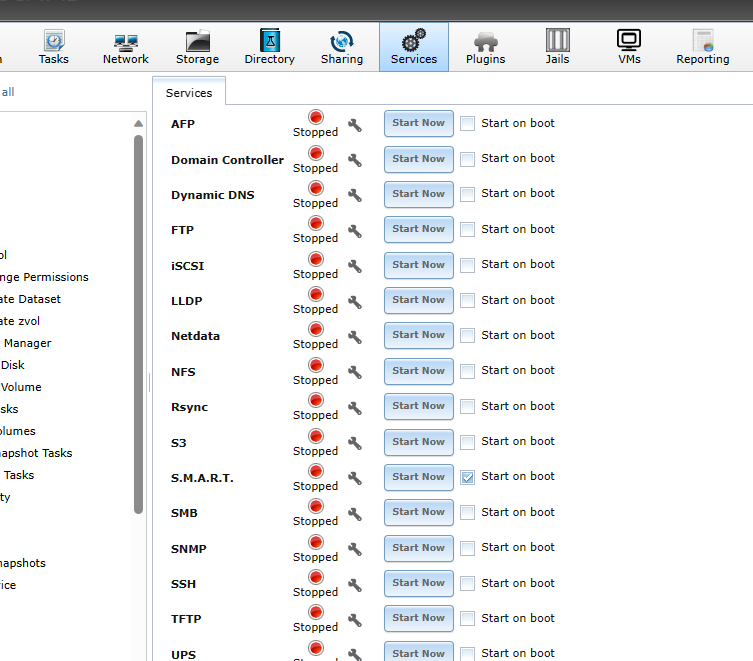 Tasks Network Storage Directory Sharing Services Plugins Jails VMs Reporting
all
Services
AFP Stopped Start Now Start on boot
Domain Controller Stopped Start Now Start on boot
Dynamic DNS Stopped Start Now Start on boot
FTP Stopped Start Now Start on boot
iSCSI Stopped Start Now Start on boot
LLDP Stopped Start Now Start on boot
Netdata Stopped Start Now Start on boot
NFS Stopped Start Now Start on boot
Rsync Stopped Start Now Start on boot
S3 Stopped Start Now Start on boot
S.M.A.R.T. Stopped Start Now Start on boot
SMB Stopped Start Now Start on boot
SNMP Stopped Start Now Start on boot
SSH Stopped Start Now Start on boot
TFTP Stopped Start Now Start on boot
UPS Start Now Start on boot
ol
nge Permissions
ate Dataset
ate zvol
Manager
Disk
Volume
sks
olumes
apshot Tasks
Tasks
ty
napshots
ice